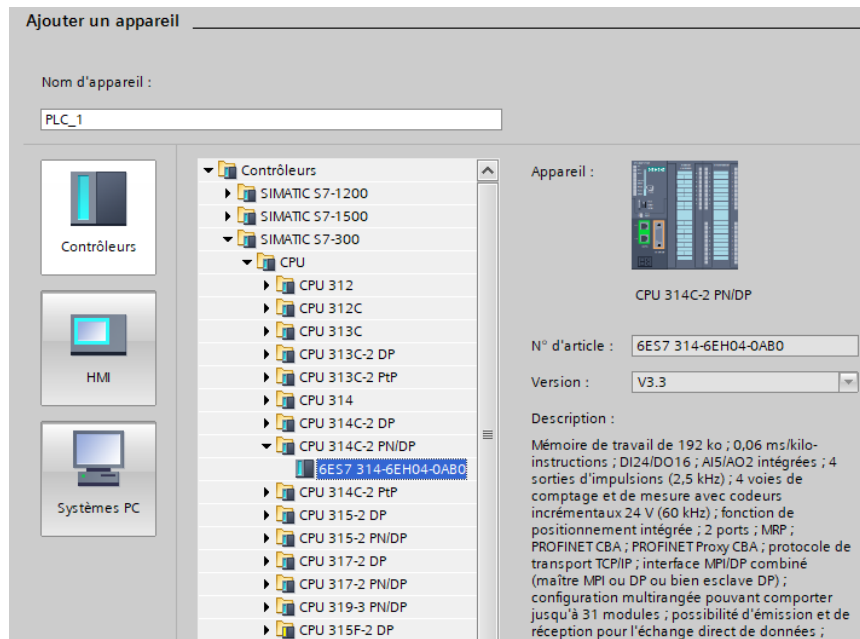 Ajouter un appareil
Nom d'appareil :
PLC_1
Contrôleurs
HMI
Systèmes PC
Contrôleurs
SIMATIC S7-1200
SIMATIC S7-1500
SIMATIC S7-300
CPU
CPU 312
CPU 312C
CPU 313C
CPU 313C-2 DP
CPU 313C-2 PtP
CPU 314
CPU 314C-2 DP
CPU 314C-2 PN/DP
6ES7 314-6EH04-0AB0
CPU 314C-2 PtP
CPU 315-2 DP
CPU 315-2 PN/DP
CPU 317-2 DP
CPU 317-2 PN/DP
CPU 319-3 PN/DP
CPU 315F-2 DP
Appareil :
CPU 314C-2 PN/DP
N° d'article :
6ES7 314-6EH04-0AB0
Version :
V3.3
Description :
Mémoire de travail de 192 ko ; 0,06 ms/kilo-
instructions ; DI24/DO16 ; AI5/AO2 intégrées ; 4
sorties d'impulsions (2,5 kHz) ; 4 voies de
comptage et de mesure avec codeurs
incrémentaux 24 V (60 kHz) ; fonction de
positionnement intégrée ; 2 ports ; MRP ;
PROFINET CBA ; PROFINET Proxy CBA ; protocole de
transport TCP/IP ; interface MPI/DP combiné
(maître MPI ou DP ou bien esclave DP) ;
configuration multirangée pouvant comporter
jusqu'à 31 modules ; possibilité d'émission et de
réception pour l'échange direct de données ;